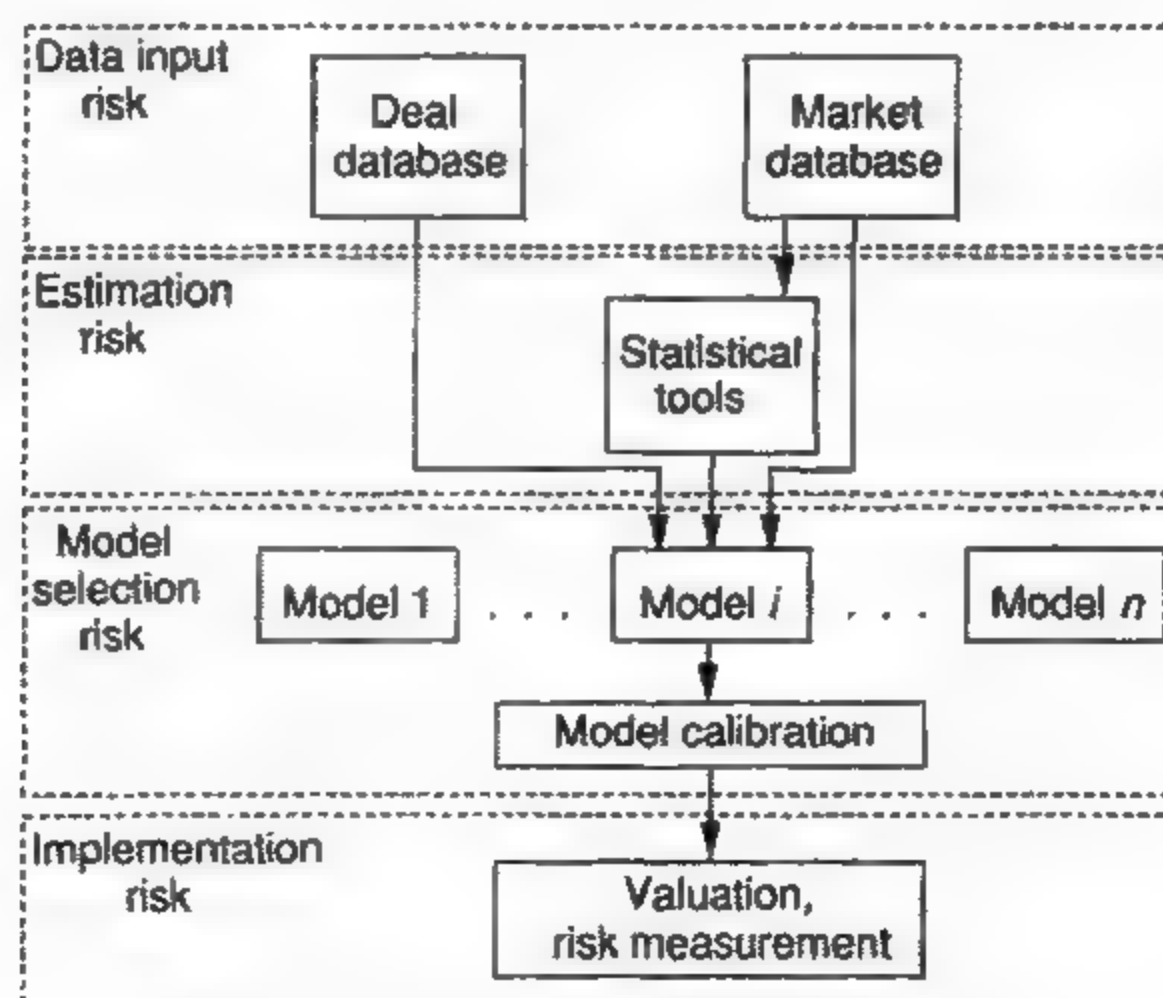 Data input
risk
Deal
database
Market
database
Estimation
risk
Statistical
tools
Model
selection
risk
Model 1
. . .
Model i
. . .
Model n
Model calibration
Implementation
risk
Valuation,
risk measurement